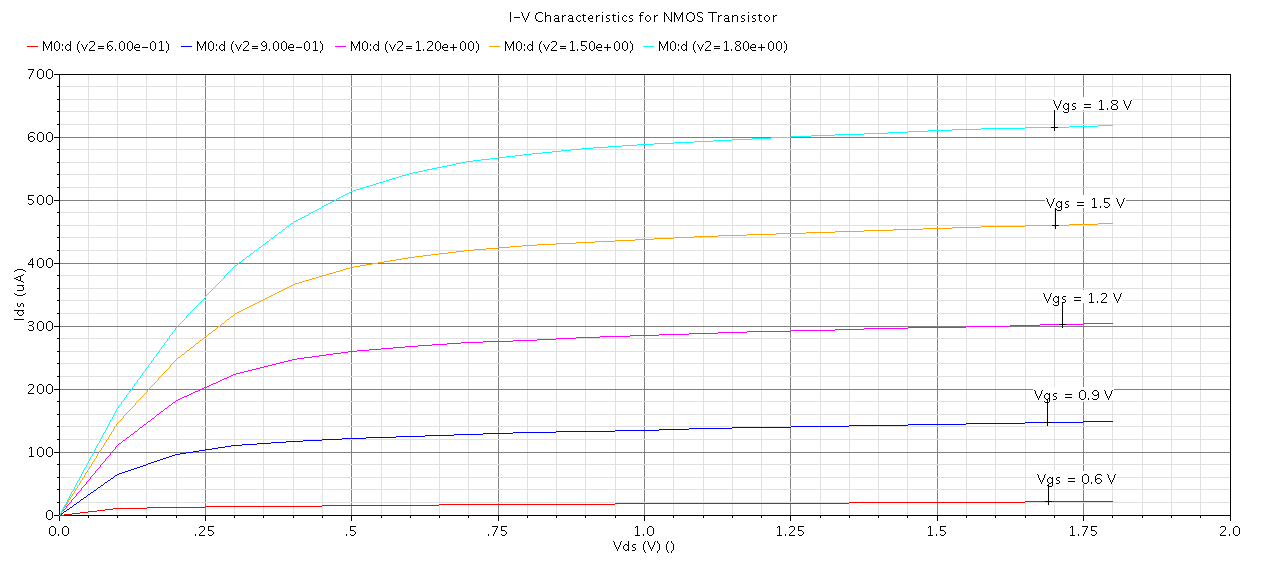 I-V Characteristics for NMOS Transistor
M0:d (v2=6.00e-01) M0:d (v2=9.00e-01) M0:d (v2=1.20e+00) M0:d (v2=1.50e+00) M0:d (v2=1.80e+00)
700
600
500
400
300
200
100
0
Ids (uA)
Vgs = 1.8 V
Vgs = 1.5 V
Vgs = 1.2 V
Vgs = 0.9 V
Vgs = 0.6 V
0.0 .25 .5 .75 1.0 1.25 1.5 1.75 2.0
Vds (V) ()